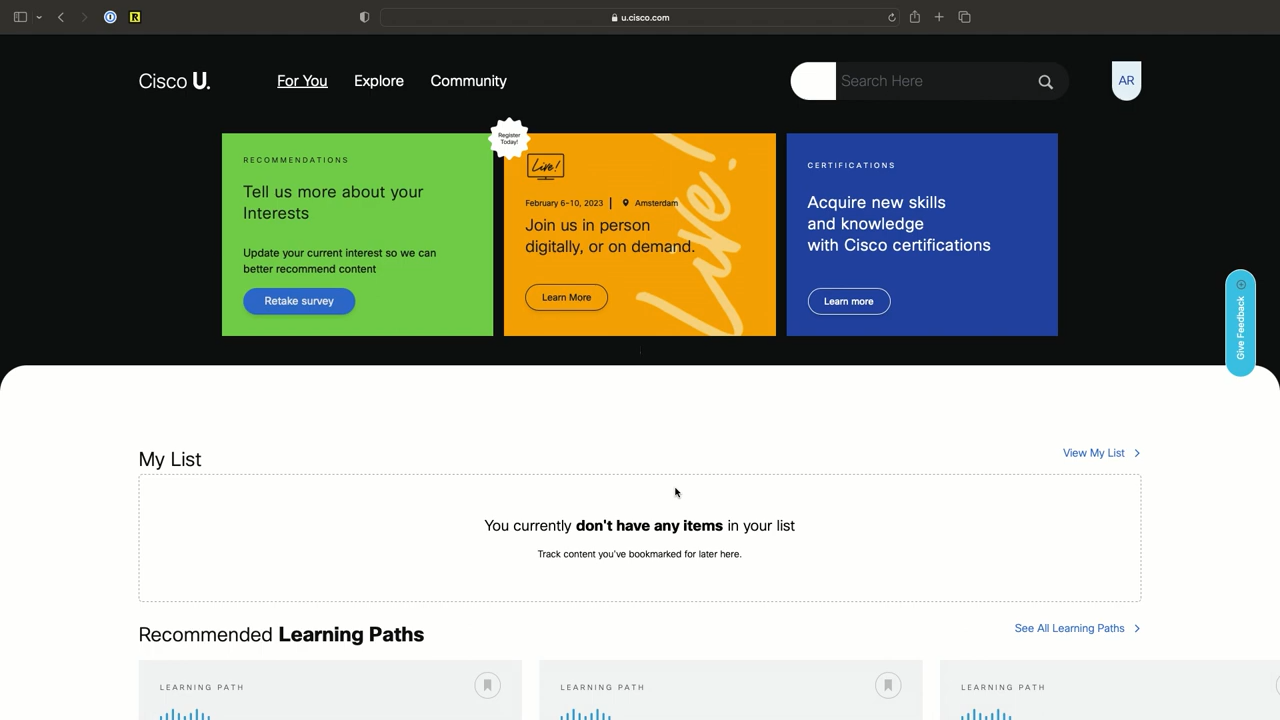 u.cisco.com
Cisco U.
For You
Explore
Community
Search Here
AR
RECOMMENDATIONS
Tell us more about your
Interests
Update your current interest so we can
better recommend content
Retake survey
Register
Today!
Live!
February 6-10, 2023 | Amsterdam
Join us in person
digitally, or on demand.
Learn More
Live!
CERTIFICATIONS
Acquire new skills
and knowledge
with Cisco certifications
Learn more
Give Feedback
My List
View My List
You currently don't have any items in your list
Track content you've bookmarked for later here.
Recommended Learning Paths
See All Learning Paths
LEARNING PATH
LEARNING PATH
LEARNING PATH